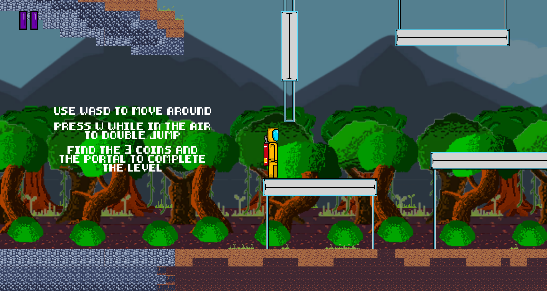 USE WASD TO MOVE AROUND
PRESS W WHILE IN THE AIR
TO DOUBLE JUMP
FIND THE 3 COINS AND
THE PORTAL TO COMPLETE
THE LEVEL